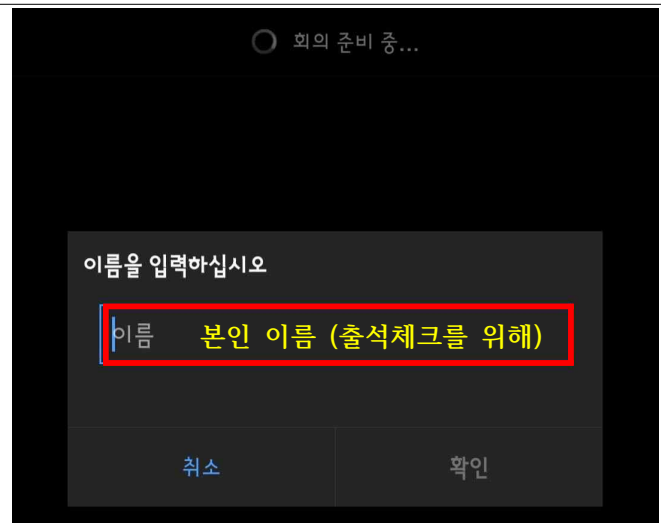 회의 준비 중...
이름을 입력하십시오
이름 본인 이름 (출석체크를 위해)
취소 확인